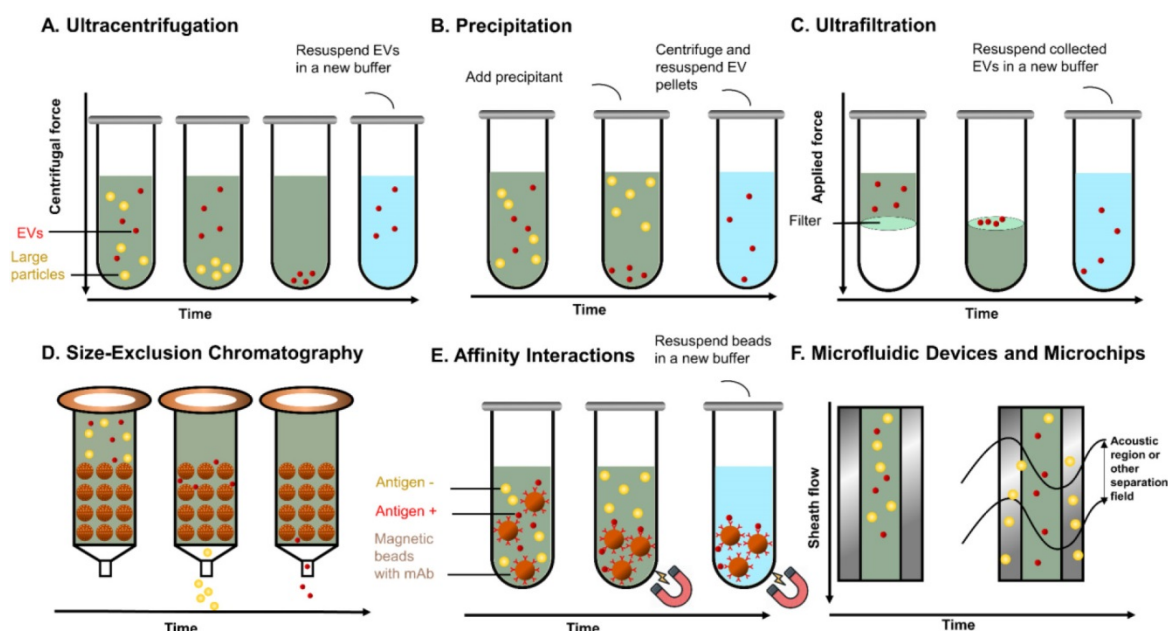 A. Ultracentrifugation
Resuspend EVs
in a new buffer
Centrifugal force
EVs
Large
particles
Time
B. Precipitation
Add precipitant
Centrifuge and
resuspend EV
pellets
Time
C. Ultrafiltration
Resuspend collected
EVs in a new buffer
Applied force
Filter
Time
D. Size-Exclusion Chromatography
Time
E. Affinity Interactions
Resuspend beads
in a new buffer
Antigen -
Antigen +
Magnetic
beads
with mAb
Time
F. Microfluidic Devices and Microchips
Sheath flow
Acoustic
region or
other
separation
field
Time